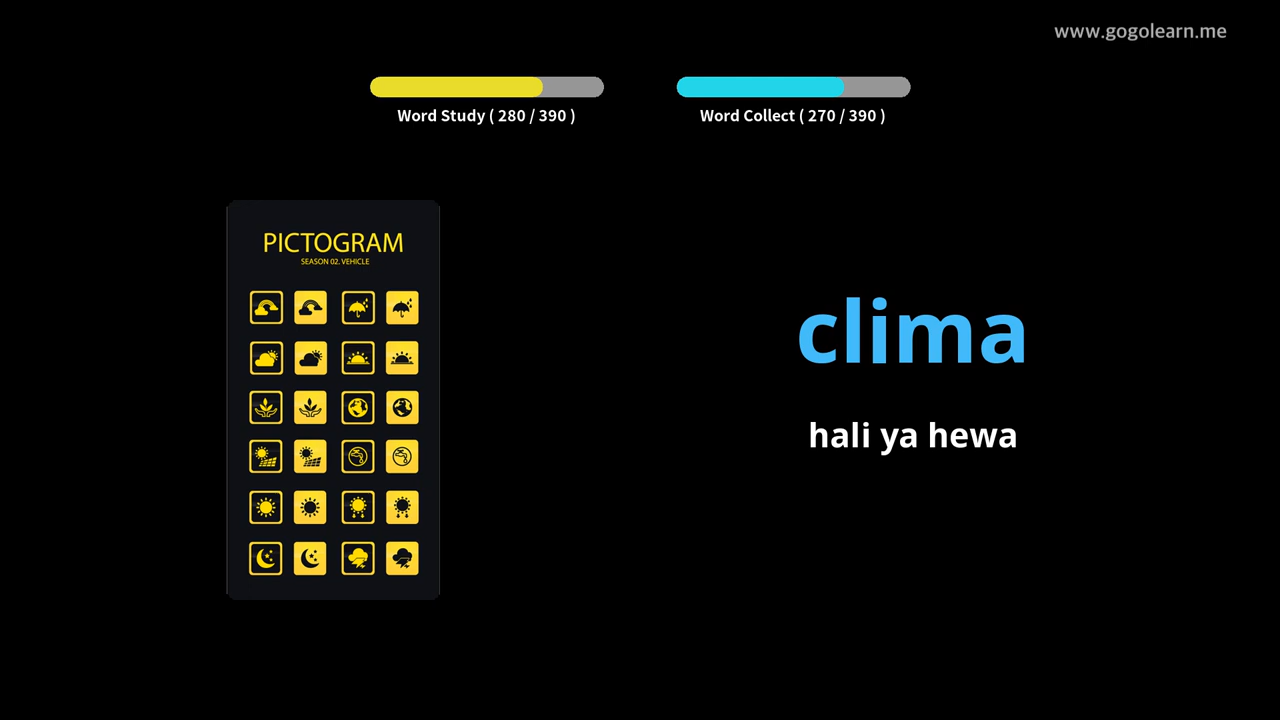 www.gogolearn.me
Word Study ( 280 / 390 )
Word Collect ( 270 / 390 )
PICTOGRAM
SEASON 02. VEHICLE
clima
hali ya hewa